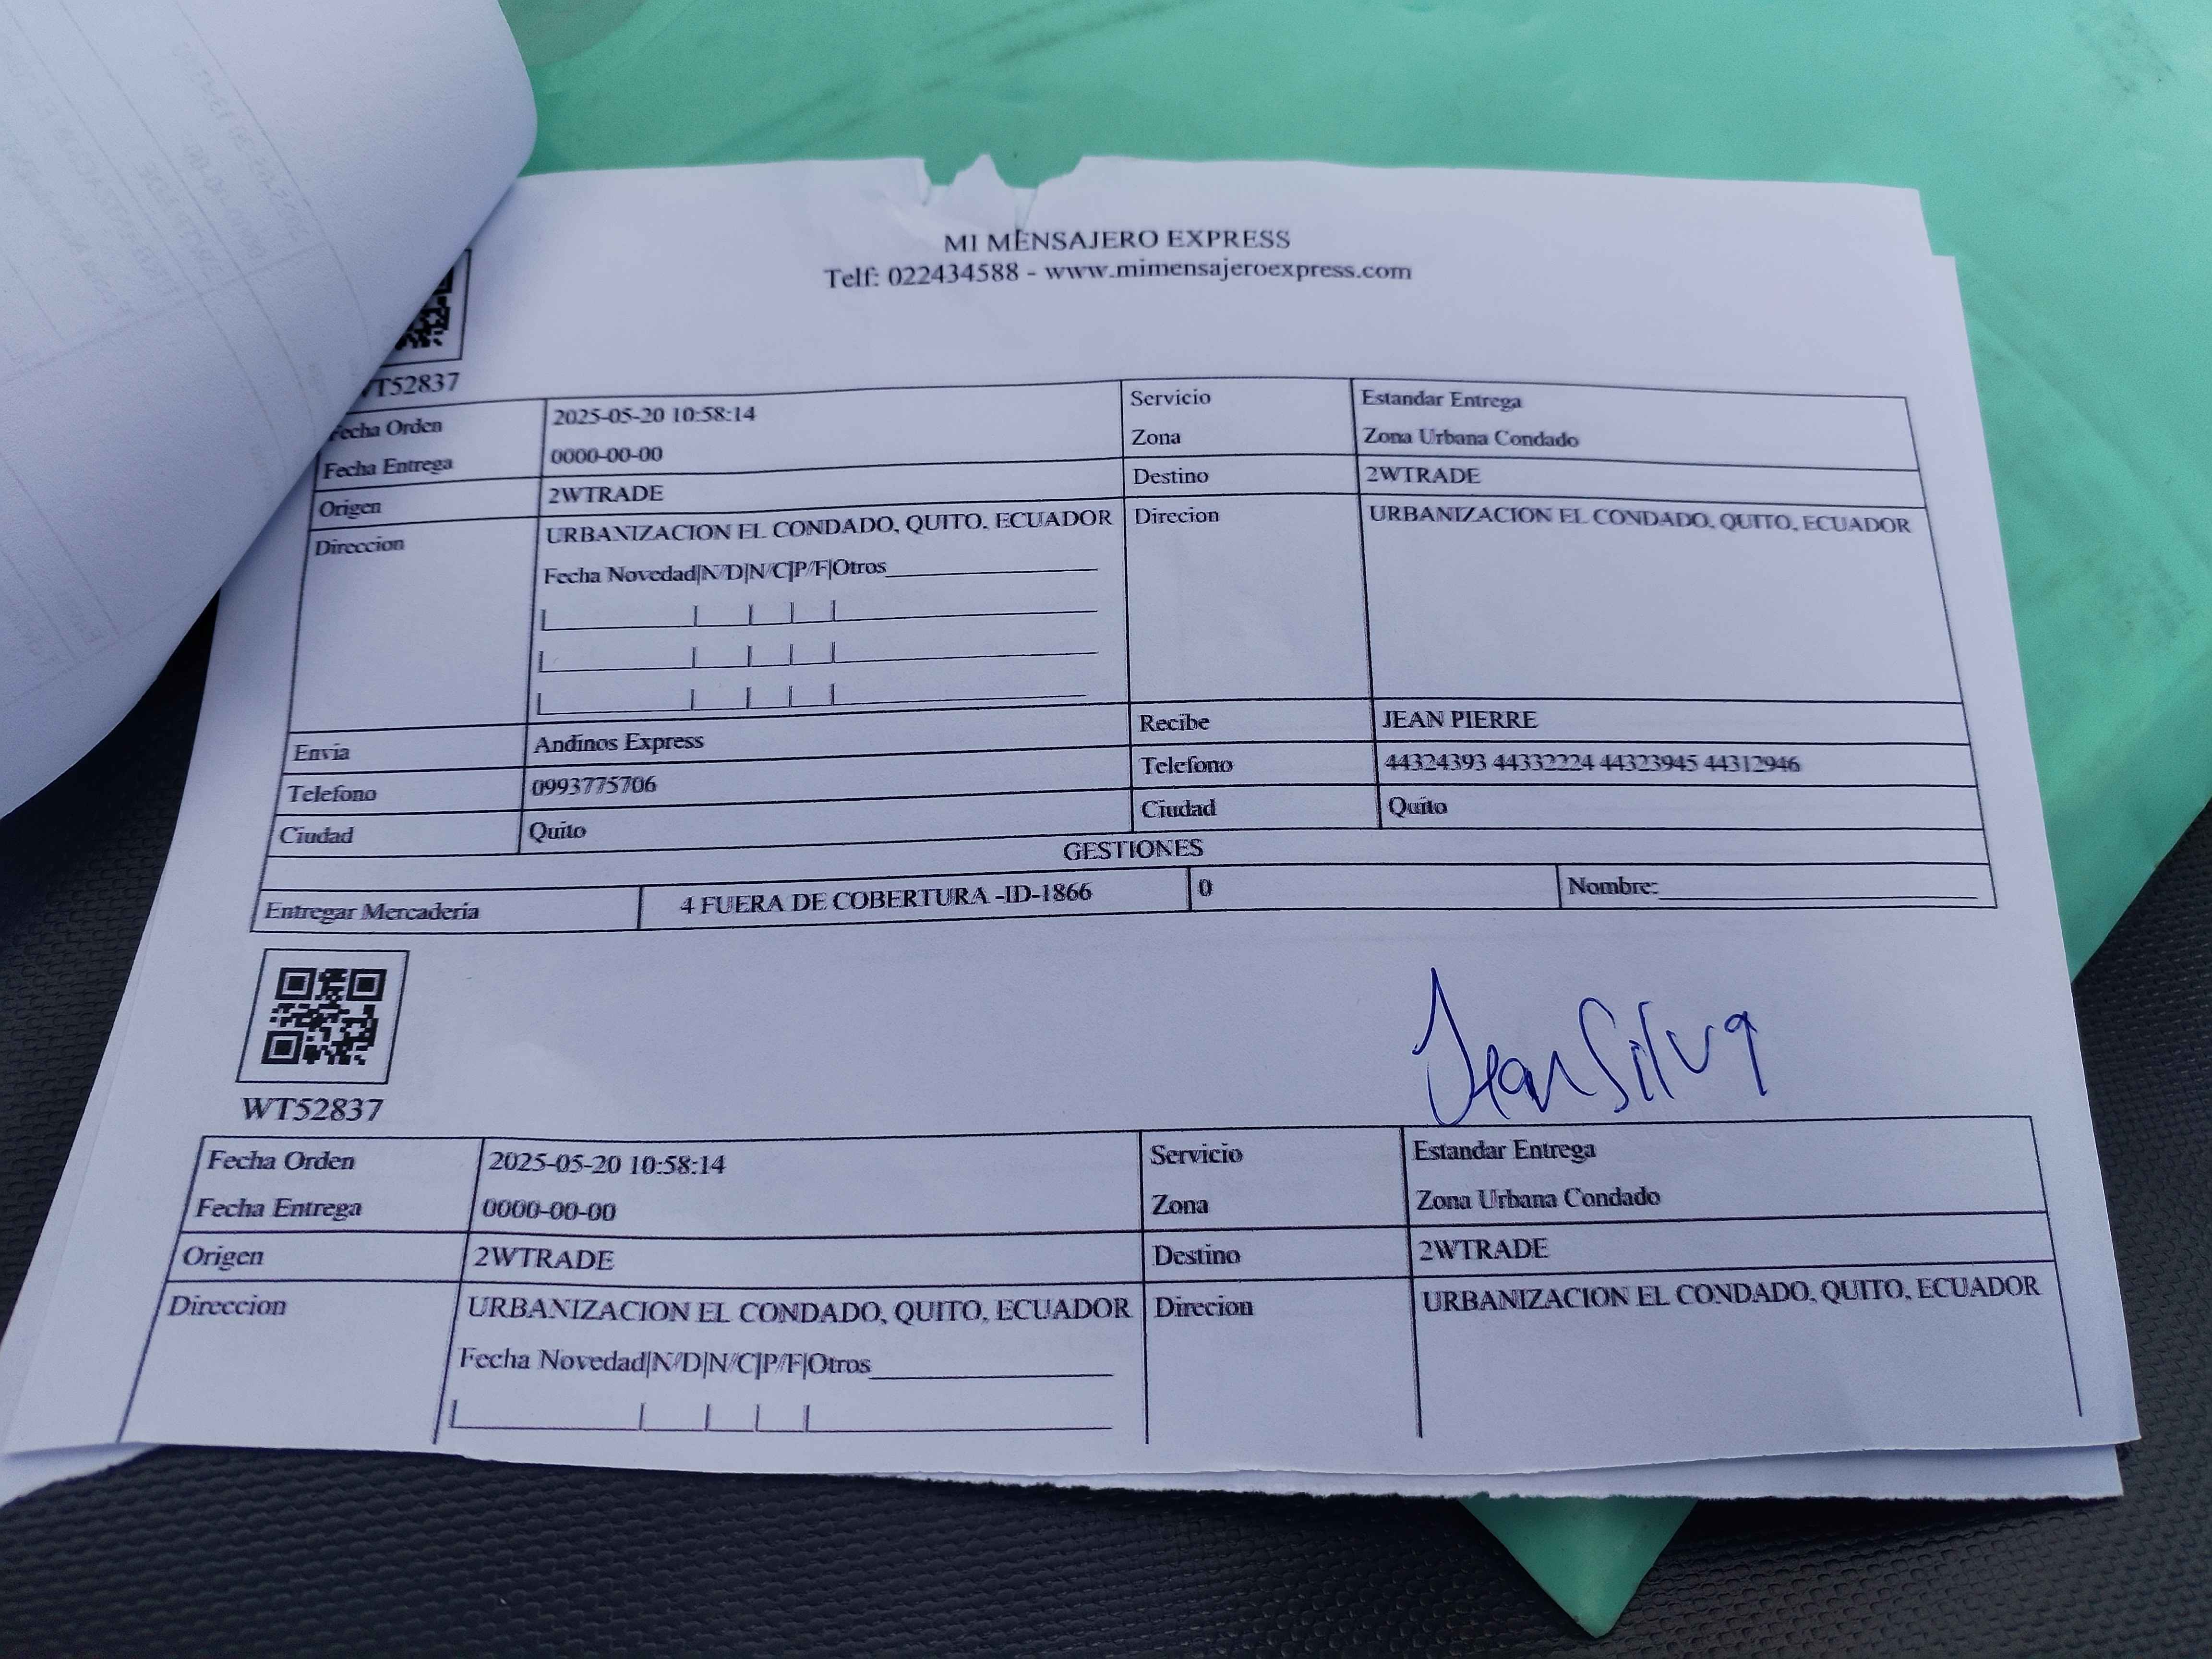 MI MENSAJERO EXPRESS
Telf: 022434588 - www.mimensajeroexpress.com
T52837
Fecha Orden 2025-05-20 10:58:14 Servicio Estandar Entrega
Fecha Entrega 0000-00-00 Zona Zona Urbana Condado
Origen 2WTRADE Destino 2WTRADE
Direccion URBANIZACION EL CONDADO, QUITO, ECUADOR Direcion URBANIZACION EL CONDADO, QUITO, ECUADOR
Fecha Novedad|N/D|N/C|P/F|Otros
Envia Andinos Express Recibe JEAN PIERRE
Telefono 0993775706 Telefono 44324393 44332224 44323945 44312946
Ciudad Quito Ciudad Quito
GESTIONES
Entregar Mercaderia 4 FUERA DE COBERTURA -ID-1866 0 Nombre:
Jean Silva
WT52837
Fecha Orden 2025-05-20 10:58:14 Servicio Estandar Entrega
Fecha Entrega 0000-00-00 Zona Zona Urbana Condado
Origen 2WTRADE Destino 2WTRADE
Direccion URBANIZACION EL CONDADO, QUITO, ECUADOR Direcion URBANIZACION EL CONDADO, QUITO, ECUADOR
Fecha Novedad|N/D|N/C|P/F|Otros